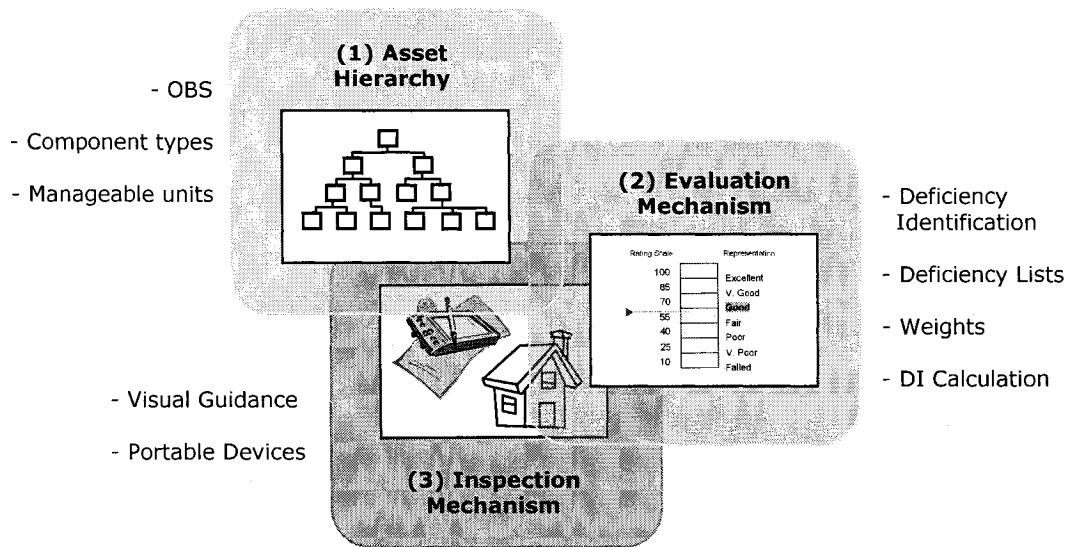 (1) Asset
Hierarchy
- OBS
- Component types
- Manageable units
(2) Evaluation
Mechanism
Rating Scale
Representation
100
85
70
55
40
25
10
Excellent
V. Good
Good
Fair
Poor
V. Poor
Failed
- Deficiency
Identification
- Deficiency Lists
- Weights
- DI Calculation
- Visual Guidance
- Portable Devices
(3) Inspection
Mechanism